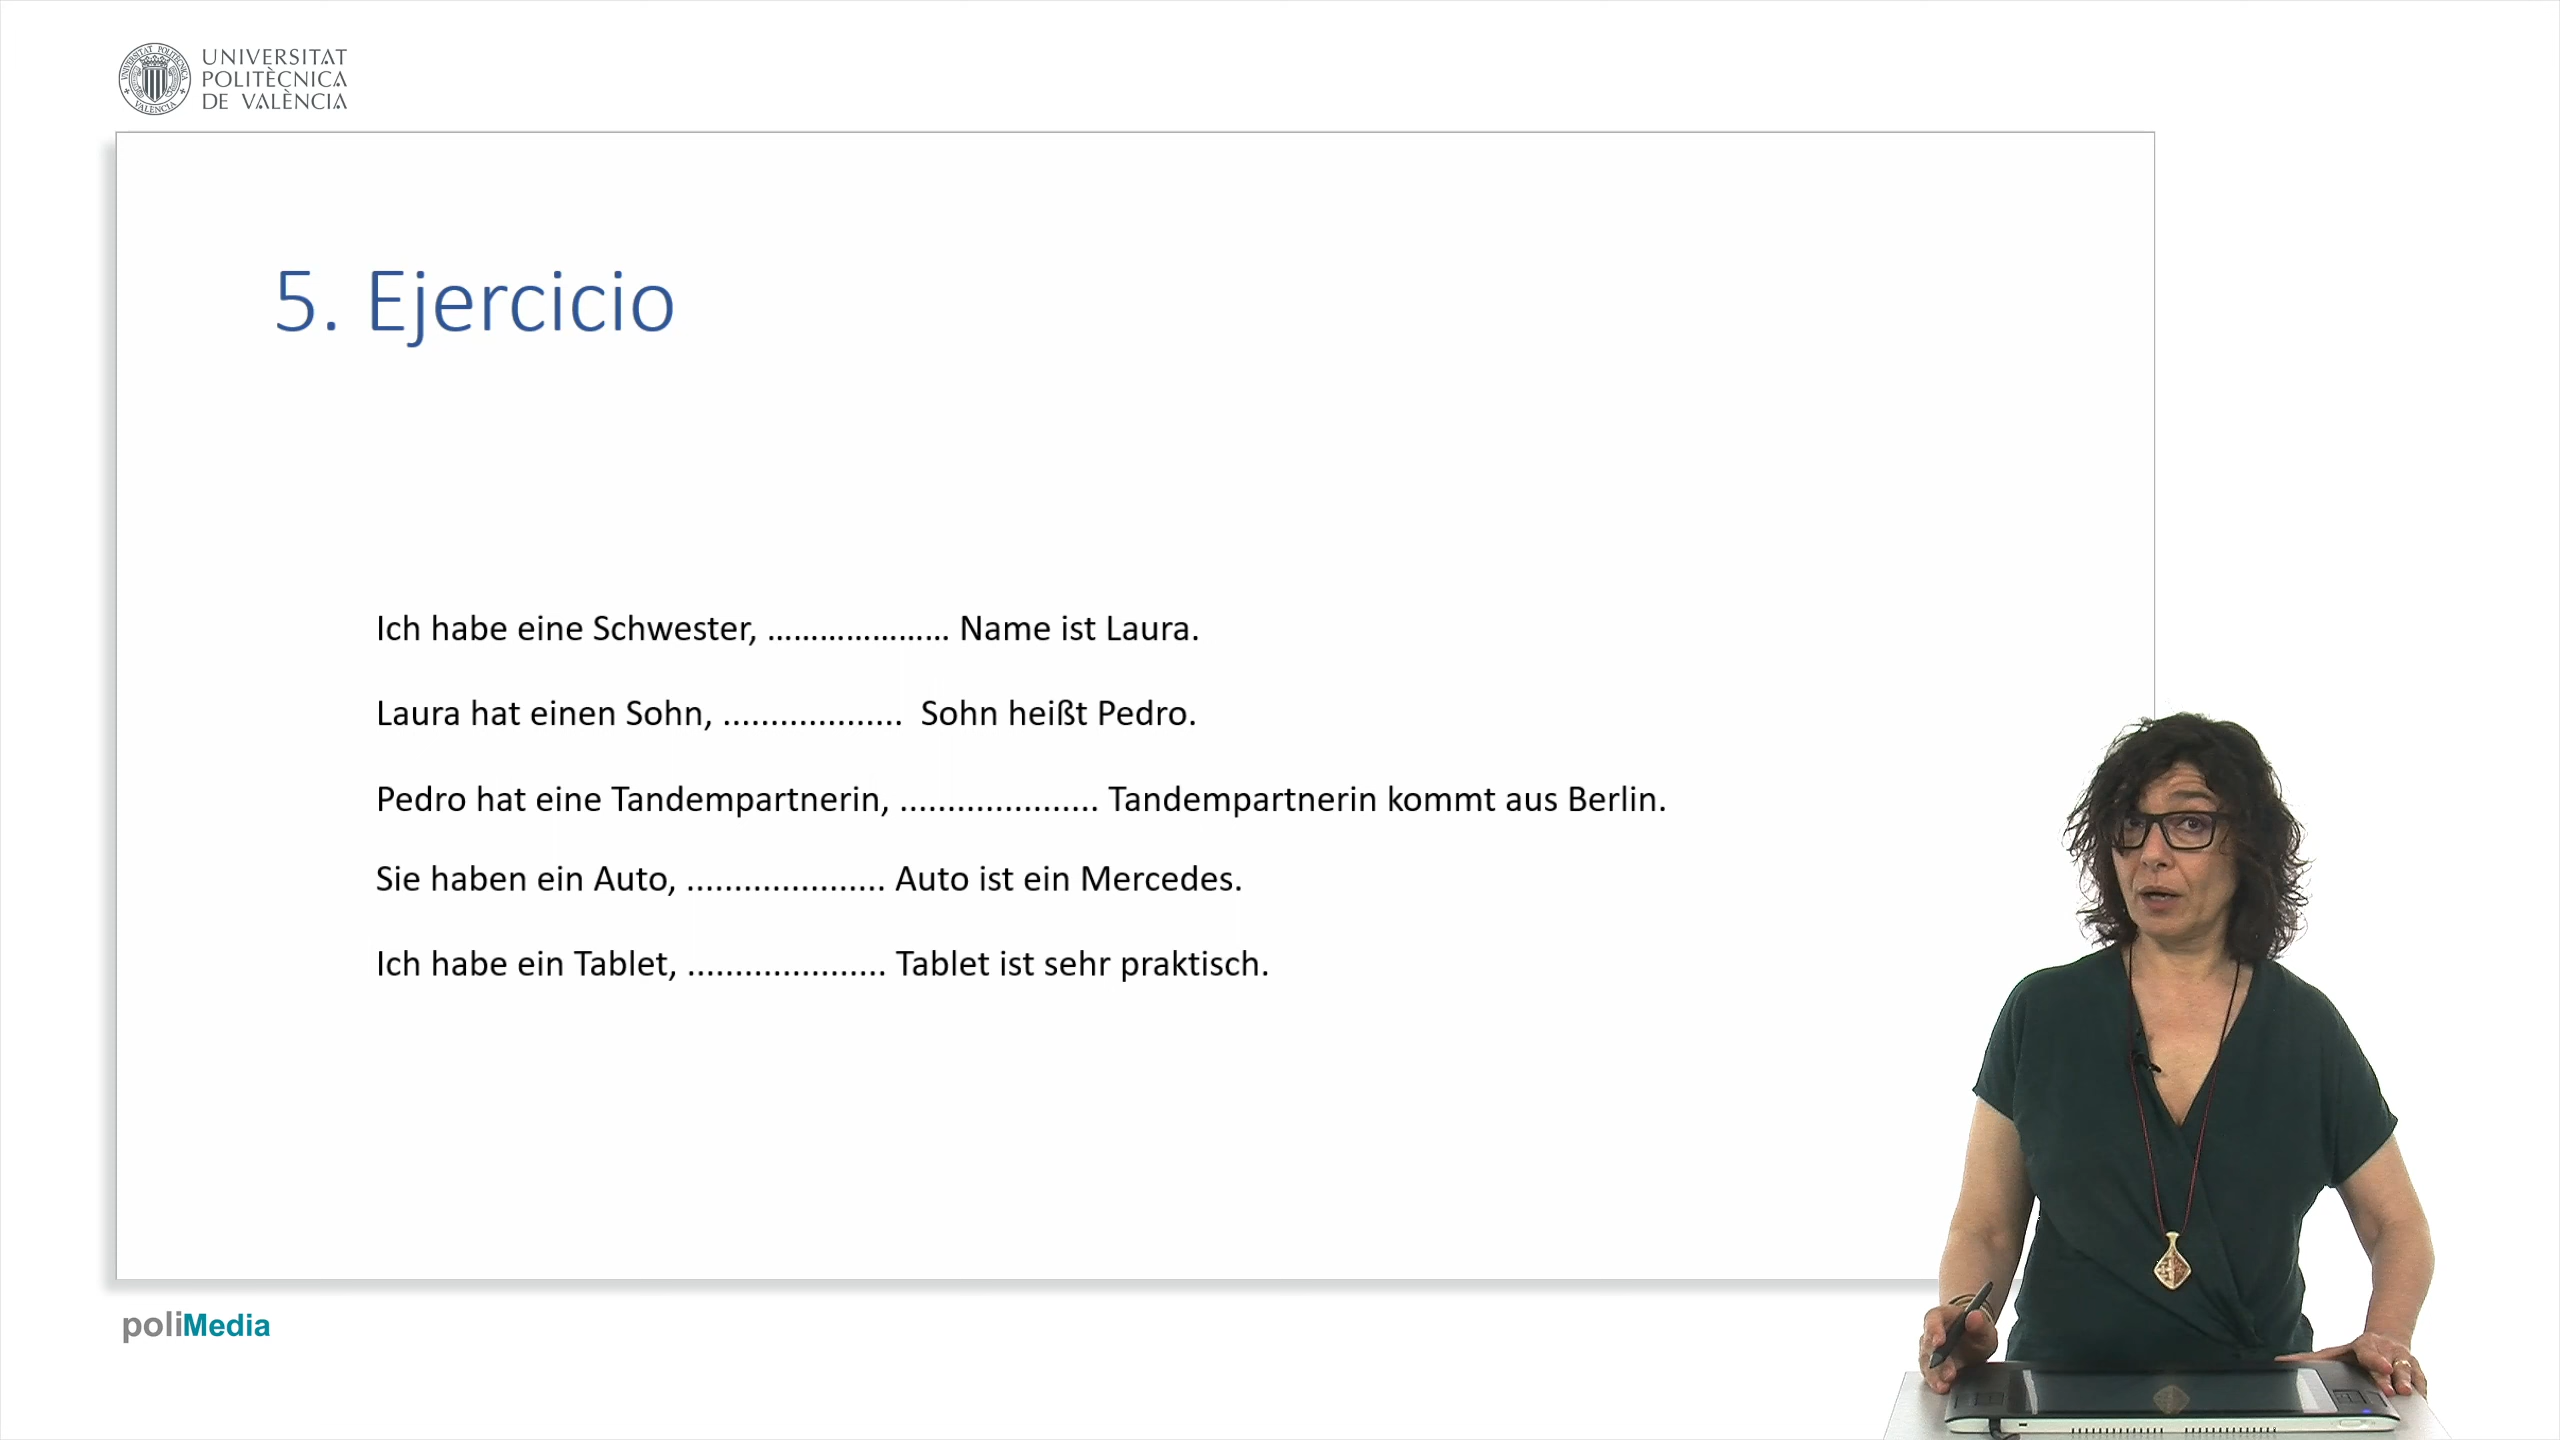 UNIVERSITAT
POLITÈCNICA
DE VALÈNCIA
5. Ejercicio
Ich habe eine Schwester, ………………… Name ist Laura.
Laura hat einen Sohn, ................... Sohn heißt Pedro.
Pedro hat eine Tandempartnerin, ..................... Tandempartnerin kommt aus Berlin.
Sie haben ein Auto, ..................... Auto ist ein Mercedes.
Ich habe ein Tablet, ..................... Tablet ist sehr praktisch.
poliMedia